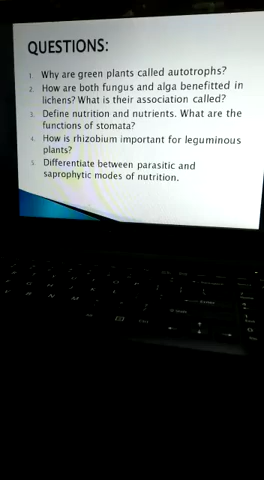 QUESTIONS:
1. Why are green plants called autotrophs?
2. How are both fungus and alga benefitted in
lichens? What is their association called?
3. Define nutrition and nutrients. What are the
functions of stomata?
4. How is rhizobium important for leguminous
plants?
5. Differentiate between parasitic and
saprophytic modes of nutrition.